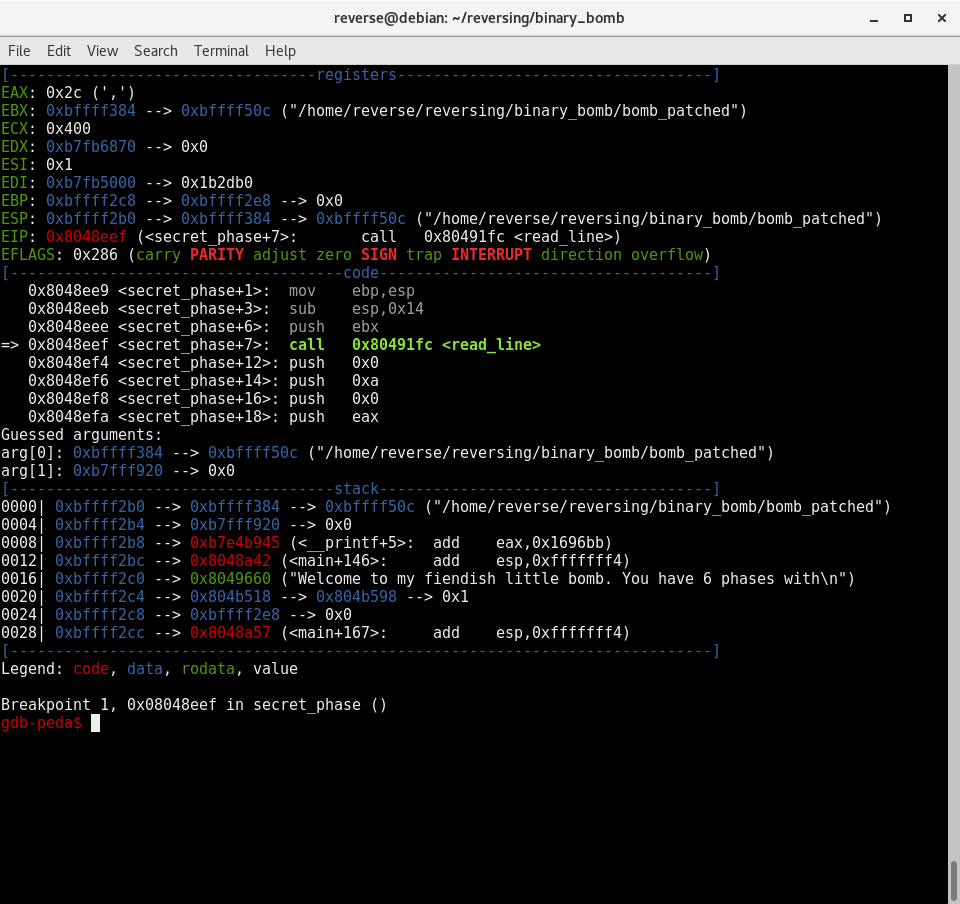 reverse@debian: ~/reversing/binary_bomb
File Edit View Search Terminal Help
[----------------------------------registers-----------------------------------]
EAX: 0x2c (',')
EBX: 0xbffff384 --> 0xbffff50c ("/home/reverse/reversing/binary_bomb/bomb_patched")
ECX: 0x400
EDX: 0xb7fb6870 --> 0x0
ESI: 0x1
EDI: 0xb7fb5000 --> 0x1b2db0
EBP: 0xbffff2c8 --> 0xbffff2e8 --> 0x0
ESP: 0xbffff2b0 --> 0xbffff384 --> 0xbffff50c ("/home/reverse/reversing/binary_bomb/bomb_patched")
EIP: 0x8048eef (<secret_phase+7>:       call   0x80491fc <read_line>)
EFLAGS: 0x286 (carry PARITY adjust zero SIGN trap INTERRUPT direction overflow)
[-------------------------------------code-------------------------------------]
   0x8048ee9 <secret_phase+1>:  mov    ebp,esp
   0x8048eeb <secret_phase+3>:  sub    esp,0x14
   0x8048eee <secret_phase+6>:  push   ebx
=> 0x8048eef <secret_phase+7>:  call   0x80491fc <read_line>
   0x8048ef4 <secret_phase+12>: push   0x0
   0x8048ef6 <secret_phase+14>: push   0xa
   0x8048ef8 <secret_phase+16>: push   0x0
   0x8048efa <secret_phase+18>: push   eax
Guessed arguments:
arg[0]: 0xbffff384 --> 0xbffff50c ("/home/reverse/reversing/binary_bomb/bomb_patched")
arg[1]: 0xb7fff920 --> 0x0
[------------------------------------stack-------------------------------------]
0000| 0xbffff2b0 --> 0xbffff384 --> 0xbffff50c ("/home/reverse/reversing/binary_bomb/bomb_patched")
0004| 0xbffff2b4 --> 0xb7fff920 --> 0x0
0008| 0xbffff2b8 --> 0xb7e4b945 (<__printf+5>:  add    eax,0x1696bb)
0012| 0xbffff2bc --> 0x8048a42 (<main+146>:     add    esp,0xfffffff4)
0016| 0xbffff2c0 --> 0x8049660 ("Welcome to my fiendish little bomb. You have 6 phases with\n")
0020| 0xbffff2c4 --> 0x804b518 --> 0x804b598 --> 0x1
0024| 0xbffff2c8 --> 0xbffff2e8 --> 0x0
0028| 0xbffff2cc --> 0x8048a57 (<main+167>:     add    esp,0xfffffff4)
[------------------------------------------------------------------------------]
Legend: code, data, rodata, value

Breakpoint 1, 0x08048eef in secret_phase ()
gdb-peda$